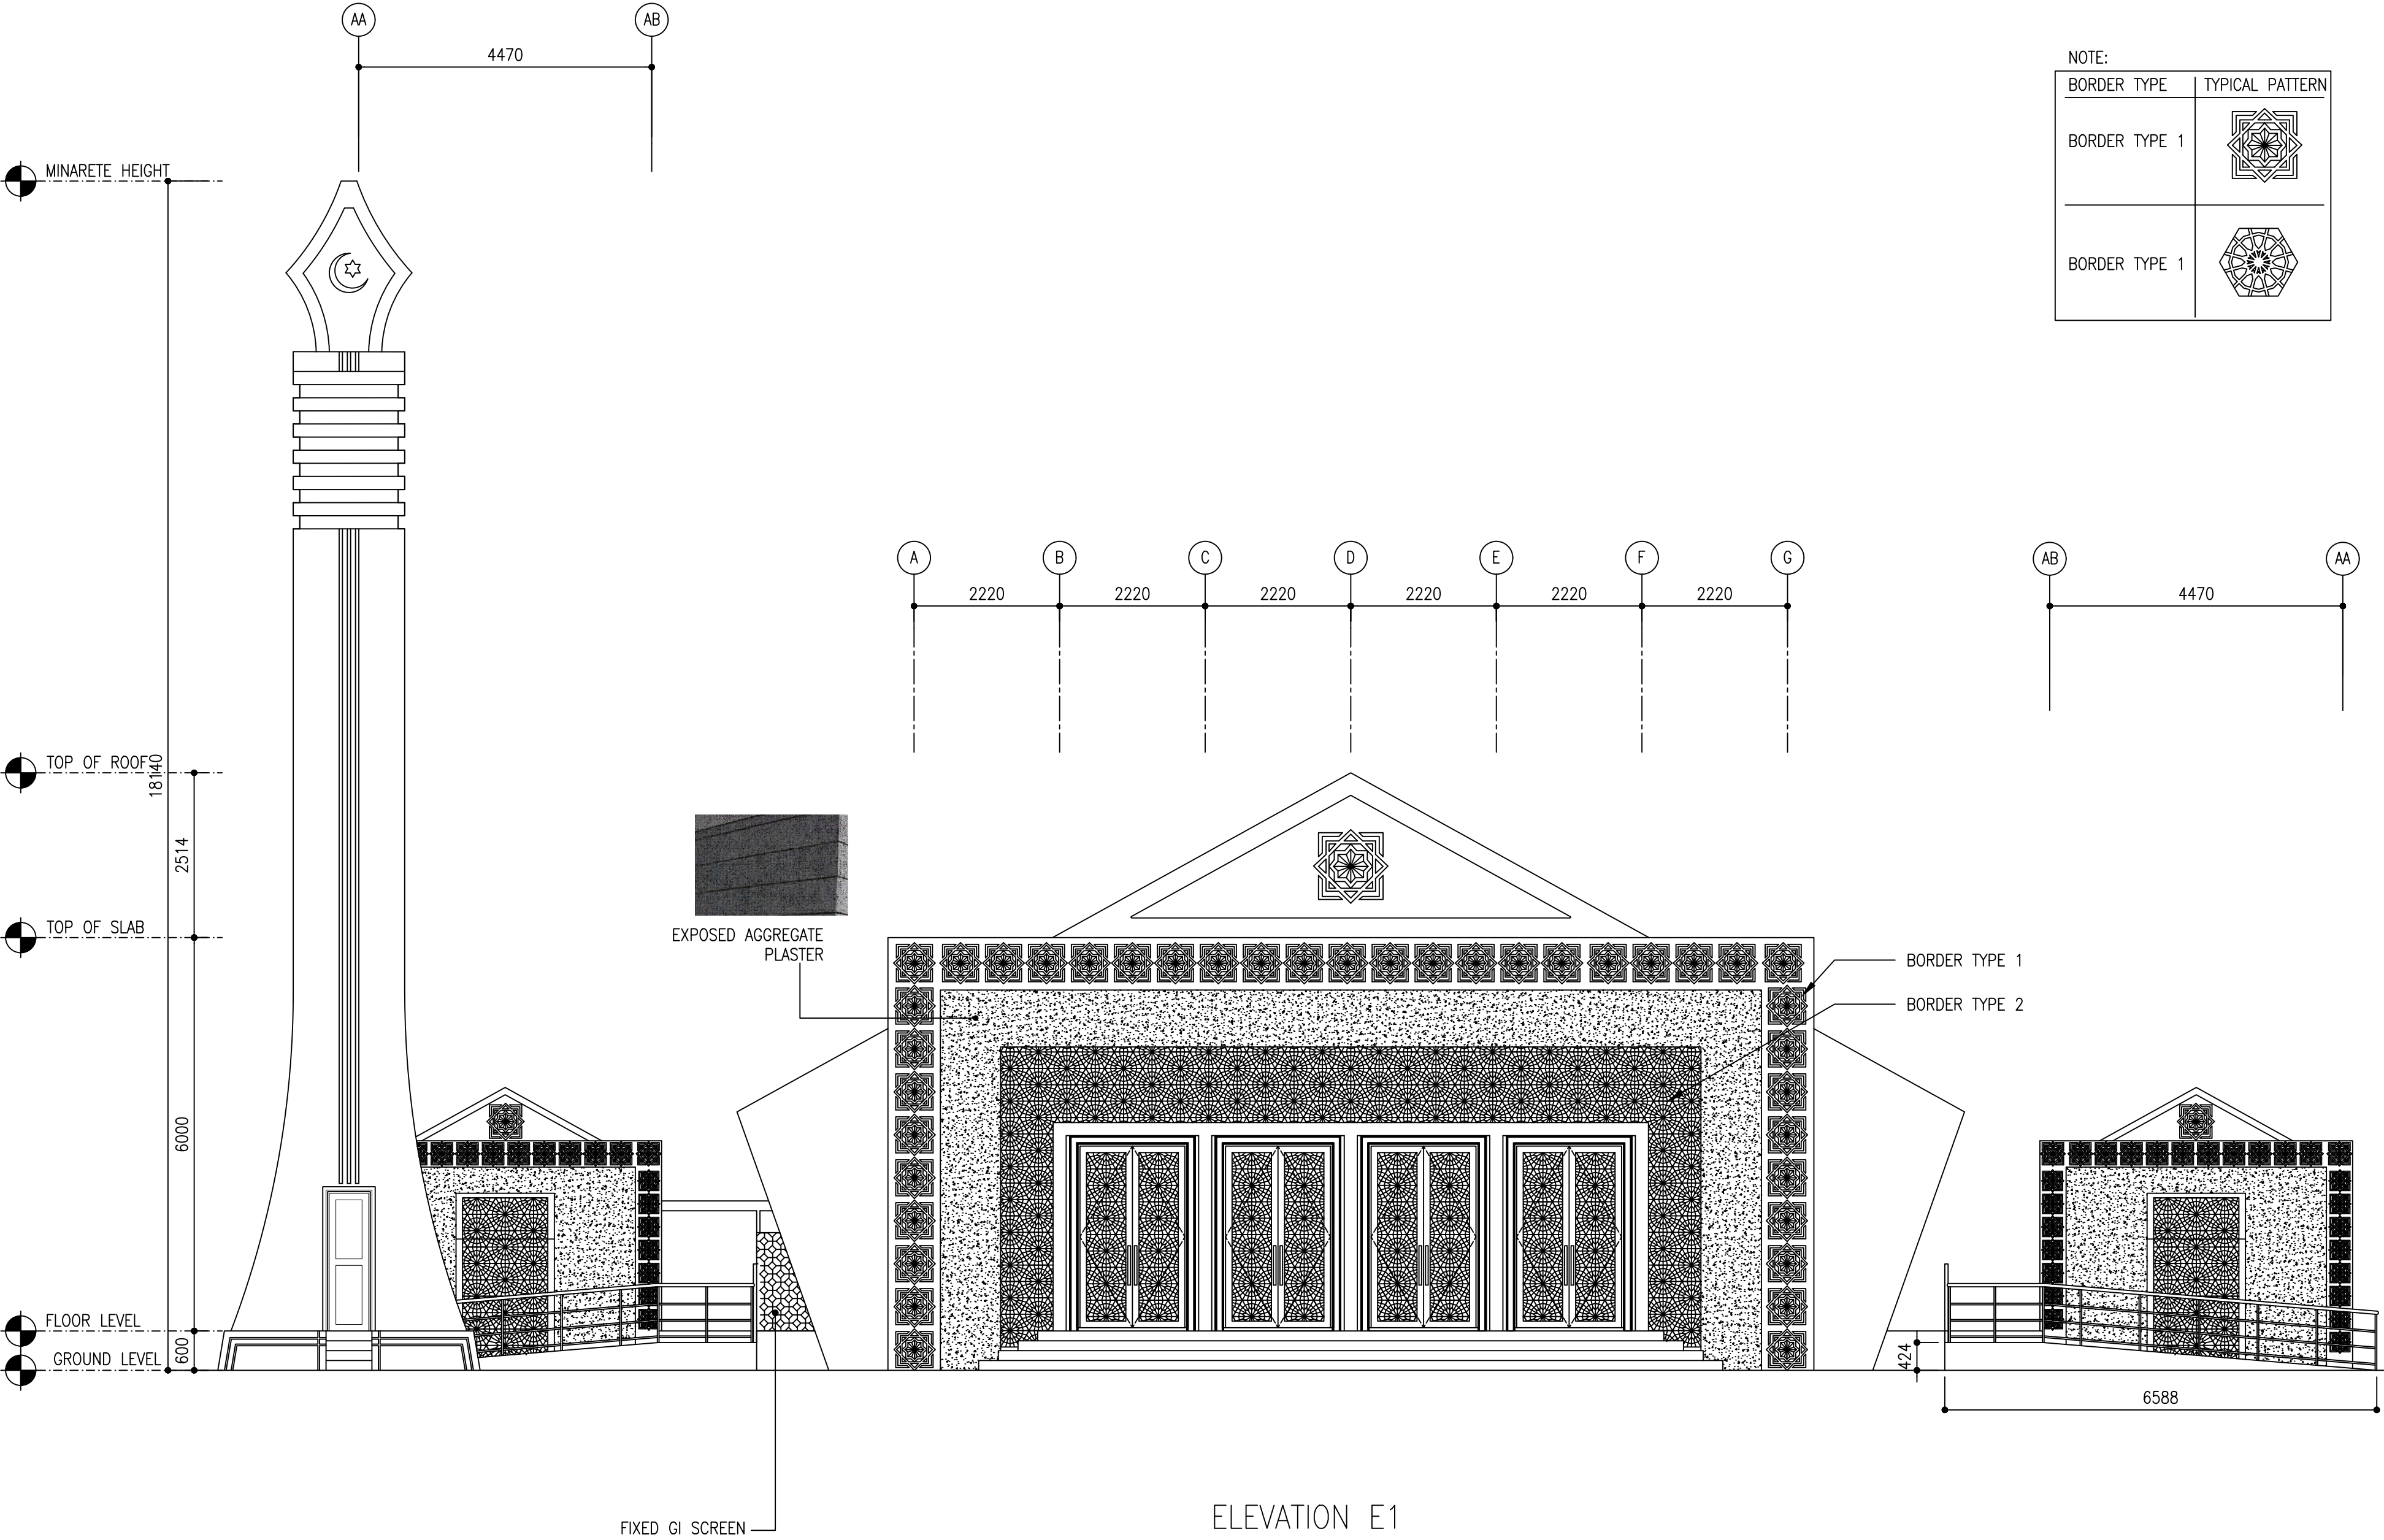 AA AB
4470
NOTE:
BORDER TYPE TYPICAL PATTERN
BORDER TYPE 1
BORDER TYPE 1
MINARETE HEIGHT
A B C D E F G
2220 2220 2220 2220 2220 2220
AB AA
4470
TOP OF ROOF
18140
2514
TOP OF SLAB
EXPOSED AGGREGATE
PLASTER
BORDER TYPE 1
BORDER TYPE 2
6000
FLOOR LEVEL
600
GROUND LEVEL
424
6588
FIXED GI SCREEN
ELEVATION E1